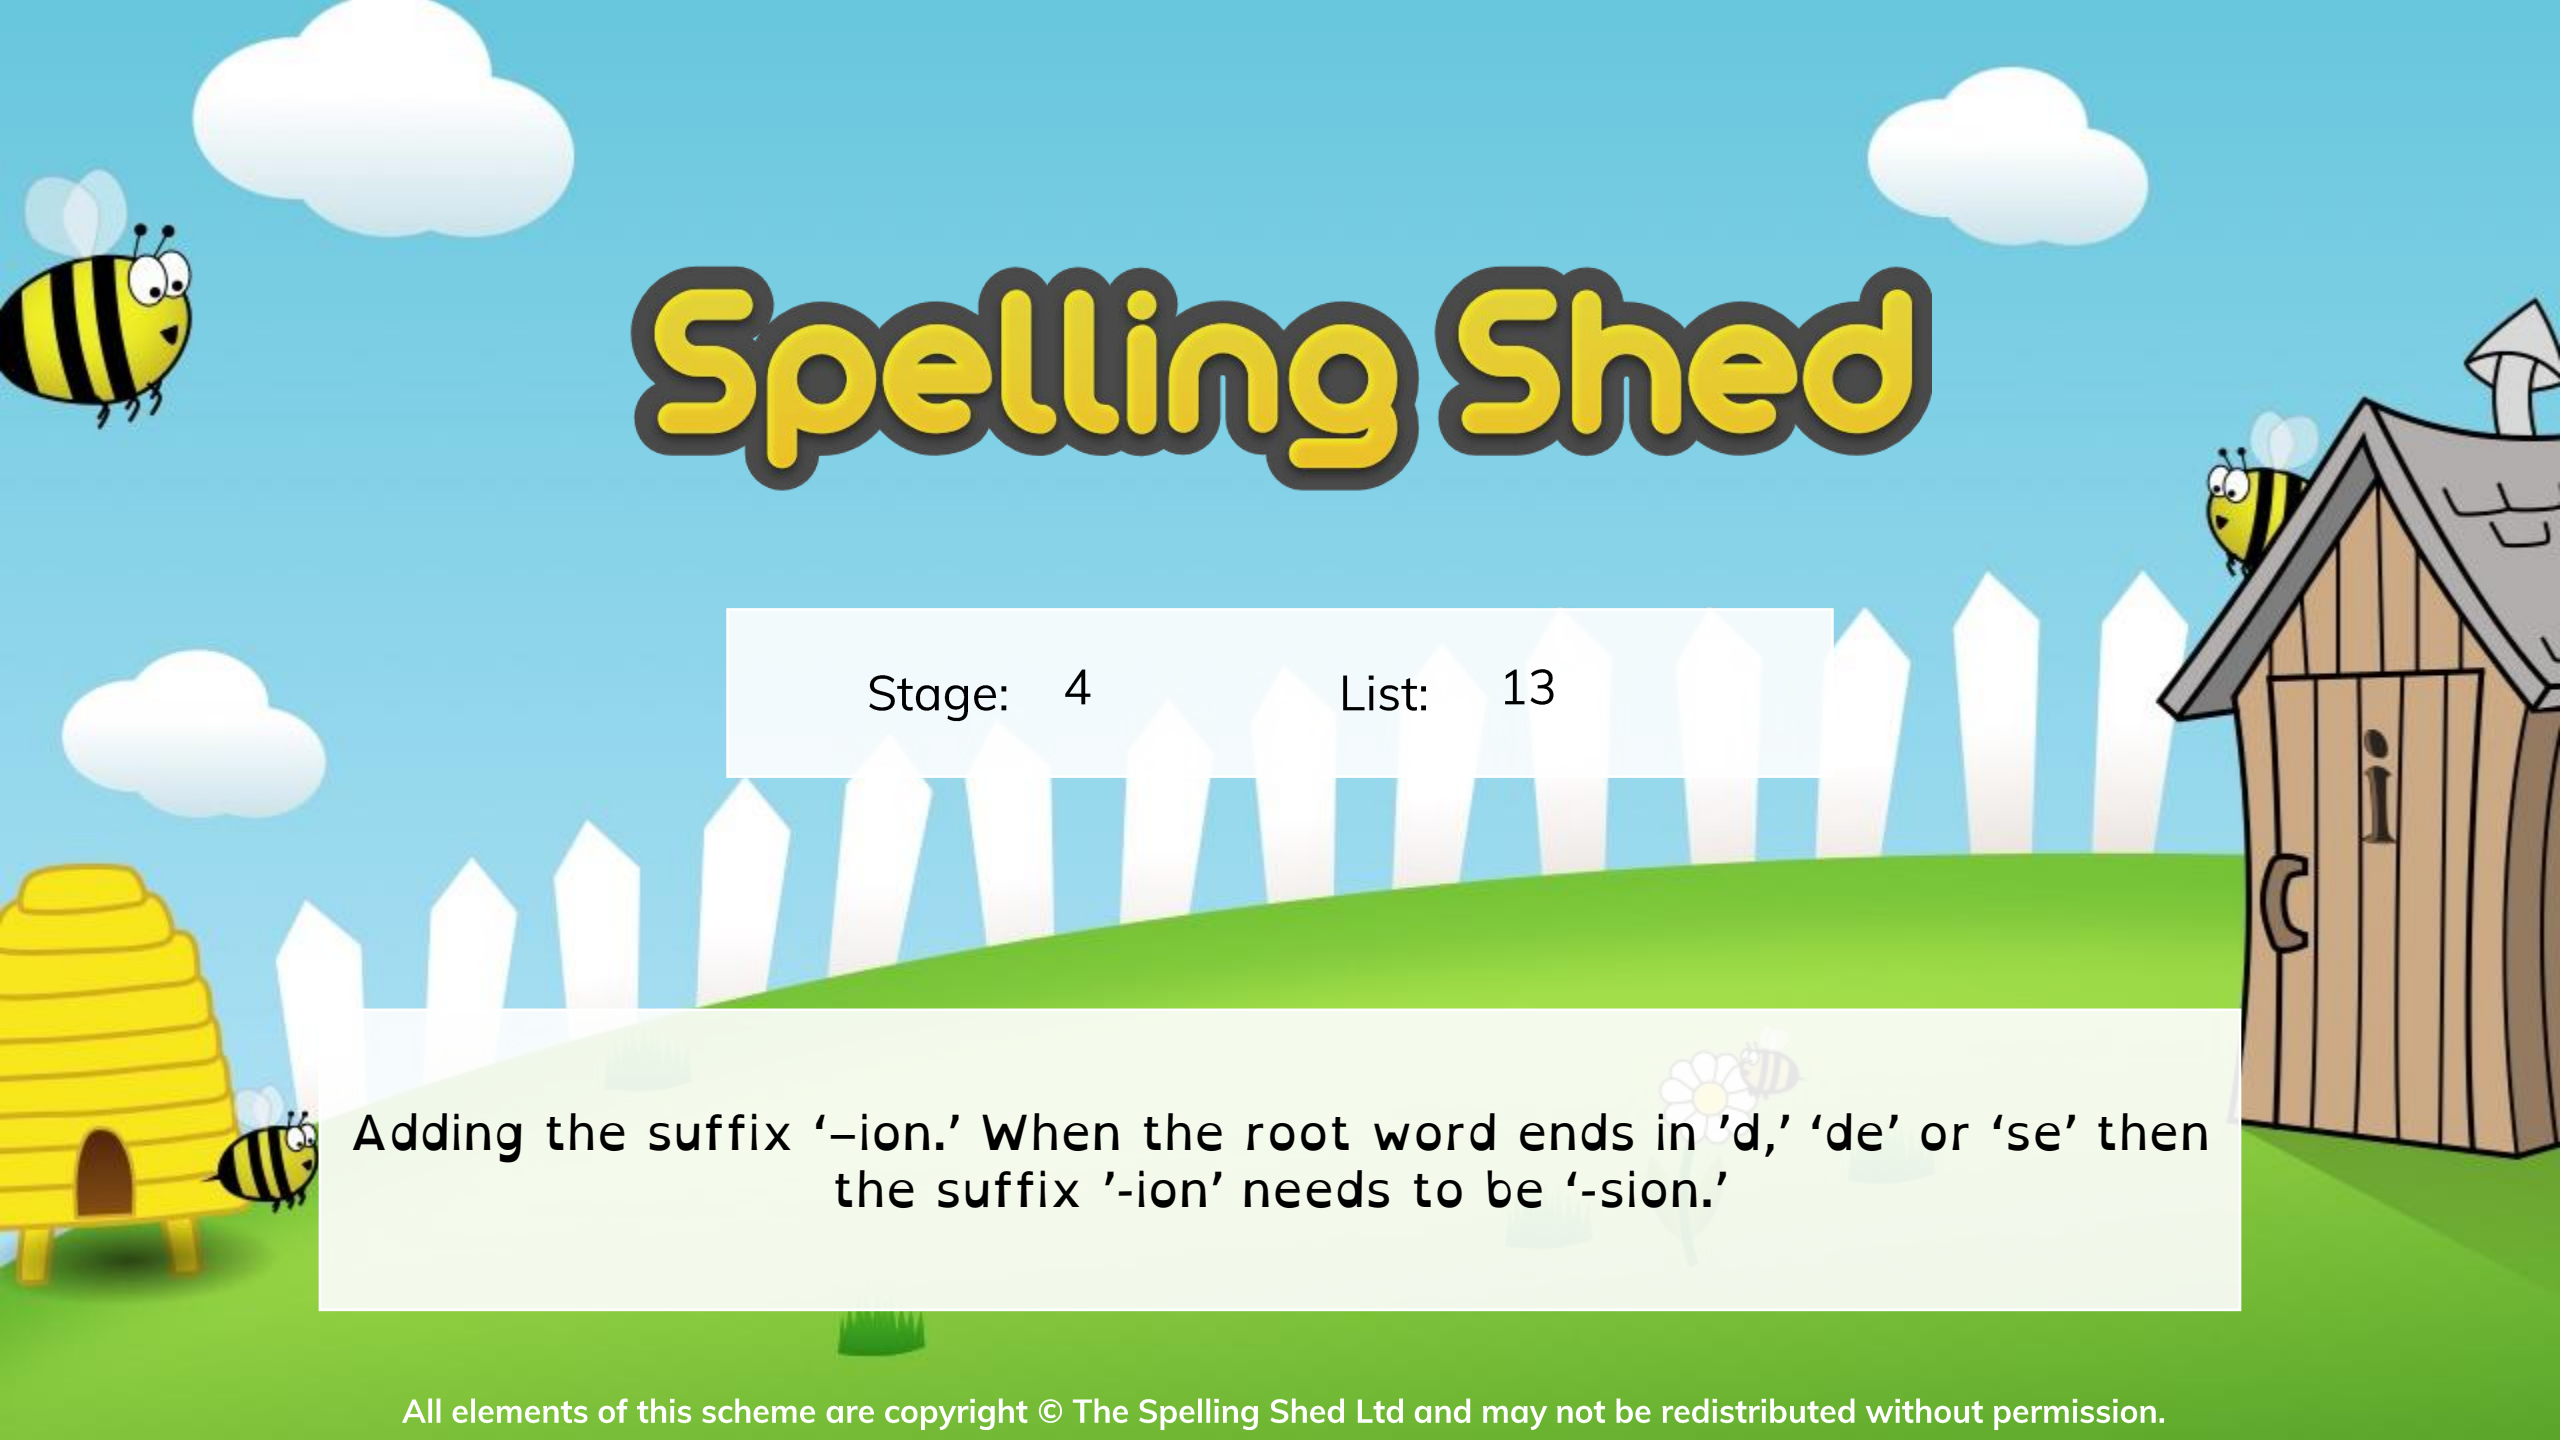 Spelling Shed
Stage: 4 List: 13
Adding the suffix ‘–ion.’ When the root word ends in ’d,’ ‘de’ or ‘se’ then
the suffix ’-ion’ needs to be ‘-sion.’
All elements of this scheme are copyright © The Spelling Shed Ltd and may not be redistributed without permission.